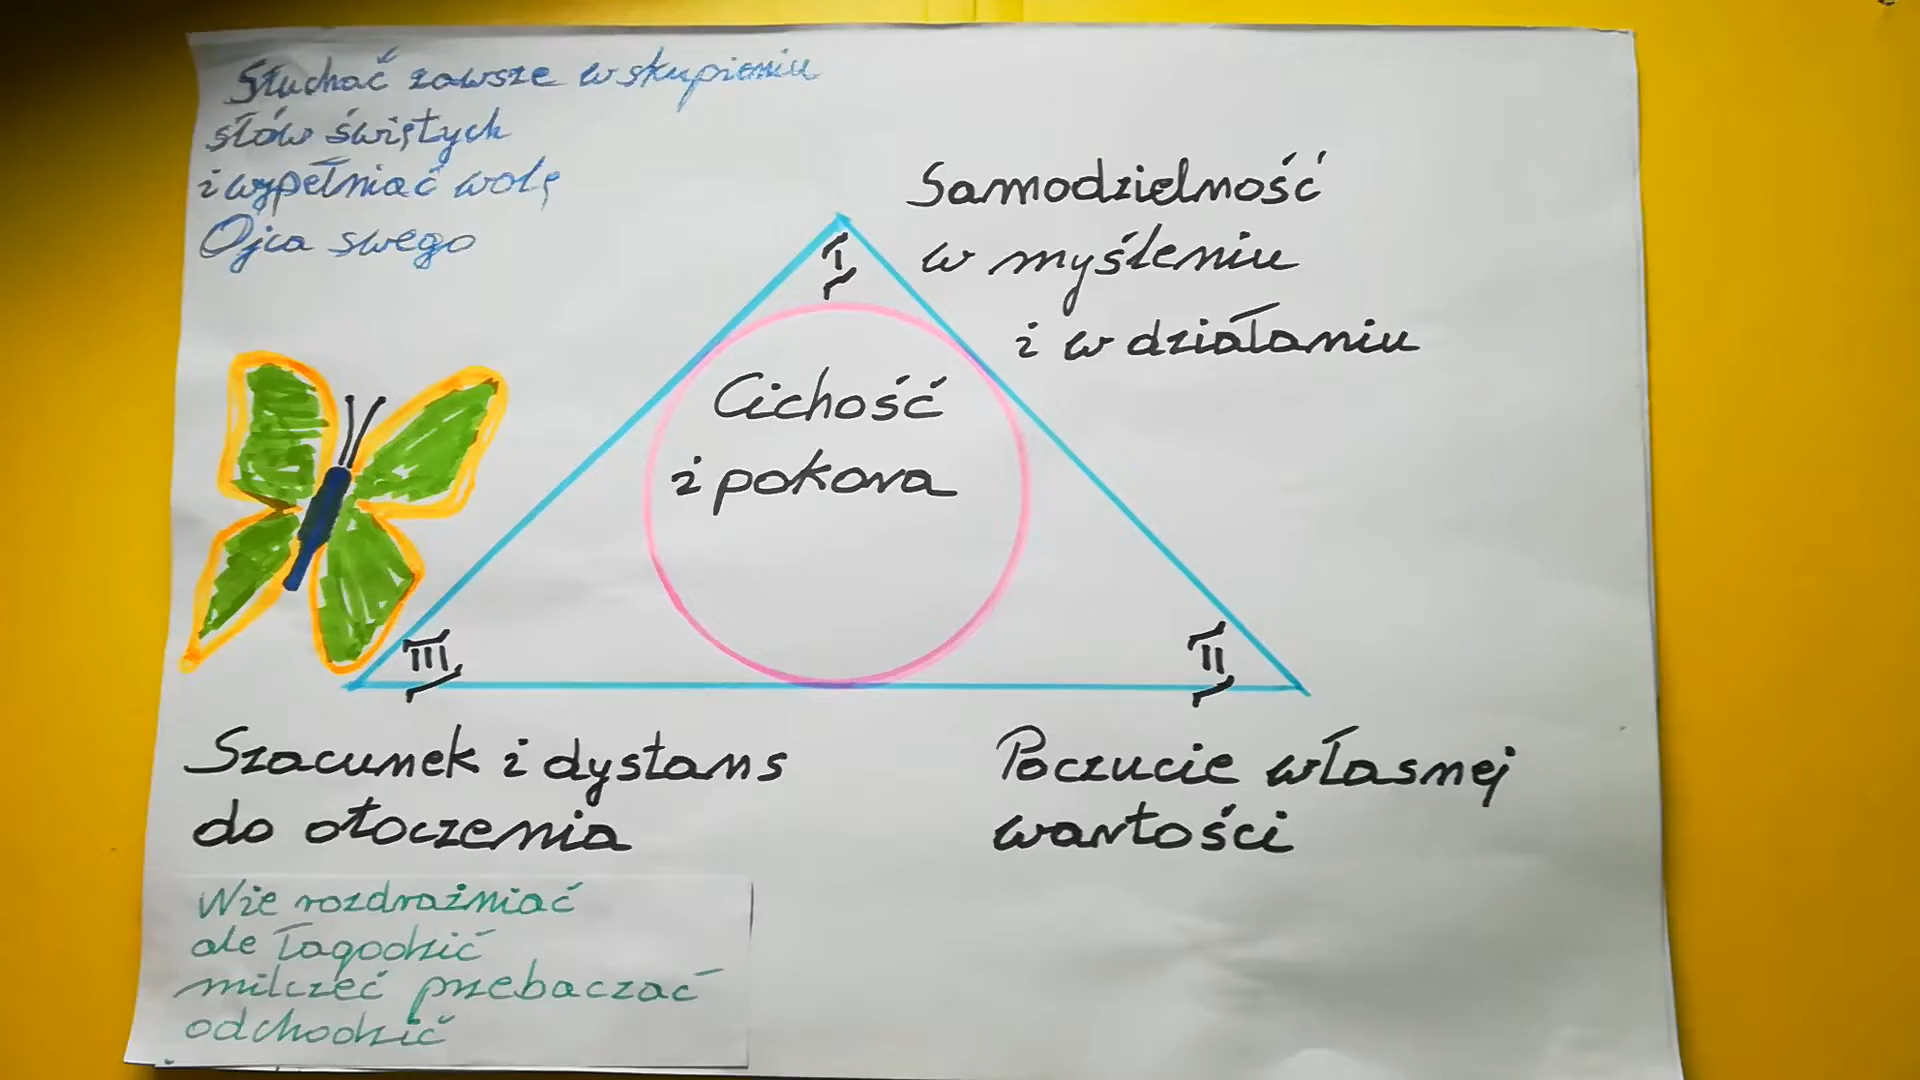 Słuchać zawsze w skupieniu
słów świętych
i wypełniać wolę
Ojca swego
Samodzielność
w myśleniu
i w działaniu
I
Cichość
i pokora
III
II
Szacunek i dystans
do otoczenia
Poczucie własnej
wartości
Nie rozdrażniać
ale łagodzić
milczeć przebaczać
odchodzić